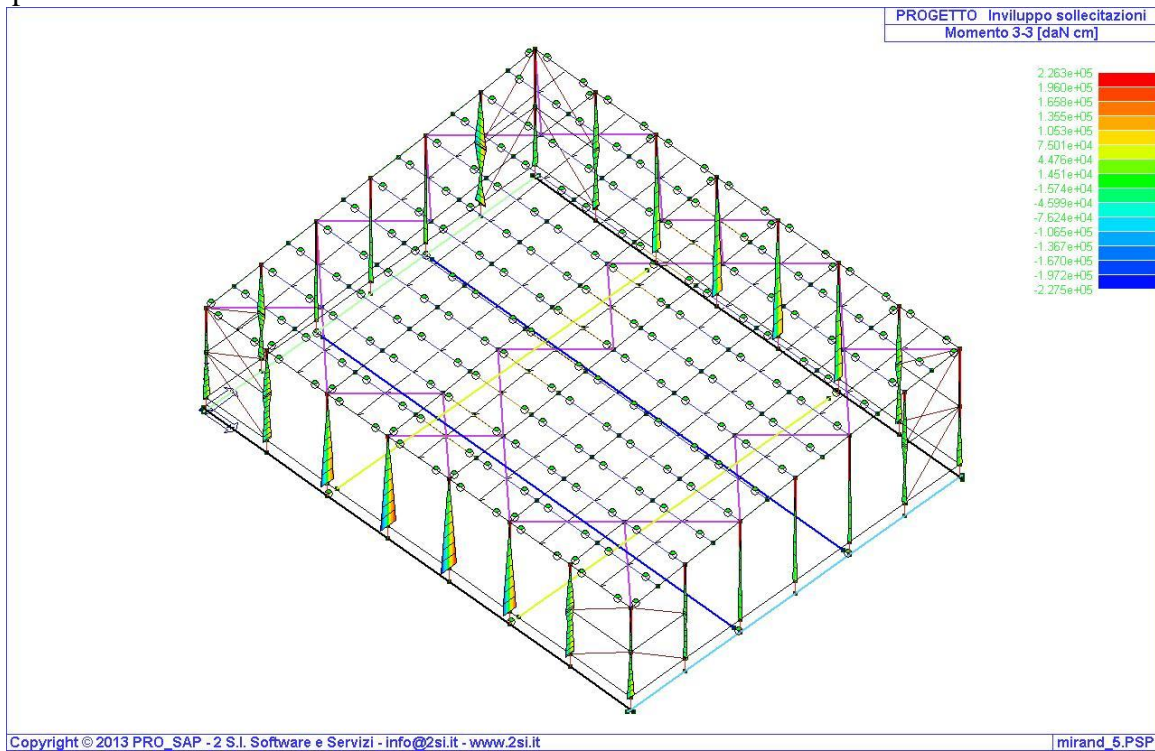 PROGETTO Inviluppo sollecitazioni
Momento 3-3 [daN cm]
2.263e+05
1.960e+05
1.658e+05
1.355e+05
1.053e+05
7.501e+04
4.476e+04
1.451e+04
-1.574e+04
-4.599e+04
-7.624e+04
-1.065e+05
-1.367e+05
-1.670e+05
-1.972e+05
-2.275e+05
Copyright © 2013 PRO_SAP - 2 S.I. Software e Servizi - info@2si.it - www.2si.it
mirand_5.PSP